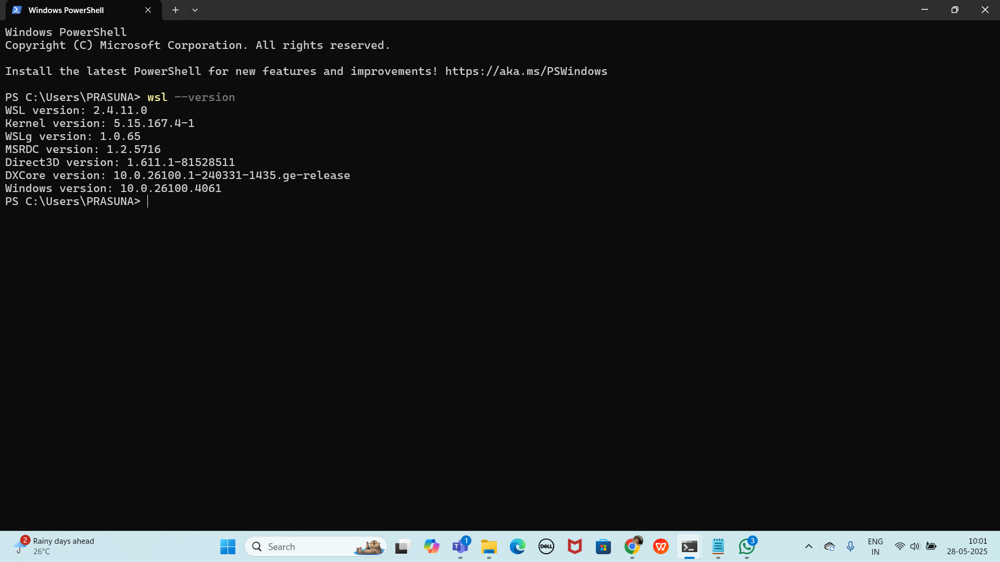 Windows PowerShell
Windows PowerShell
Copyright (C) Microsoft Corporation. All rights reserved.
Install the latest PowerShell for new features and improvements! https://aka.ms/PSWindows
PS C:\Users\PRASUNA> wsl --version
WSL version: 2.4.11.0
Kernel version: 5.15.167.4-1
WSLg version: 1.0.65
MSRDC version: 1.2.5716
Direct3D version: 1.611.1-81528511
DXCore version: 10.0.26100.1-240331-1435.ge-release
Windows version: 10.0.26100.4061
PS C:\Users\PRASUNA>
2
Rainy days ahead
26°C
Search
T 1
DELL
W
3
ENG
IN
10:01
28-05-2025